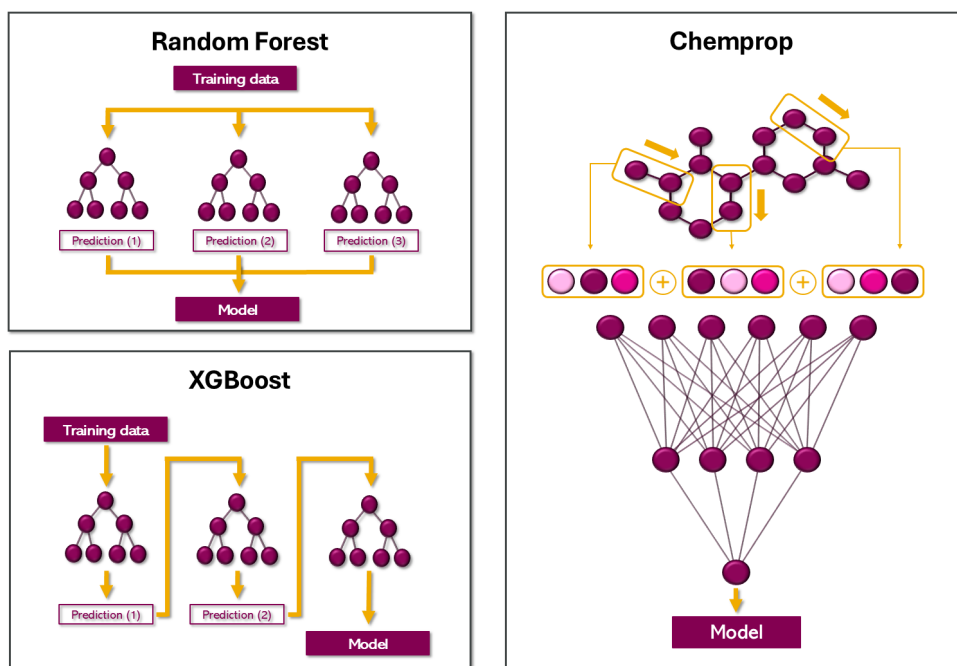 Random Forest
Training data
Prediction (1)
Prediction (2)
Prediction (3)
Model
XGBoost
Training data
Prediction (1)
Prediction (2)
Model
Chemprop
+
+
Model